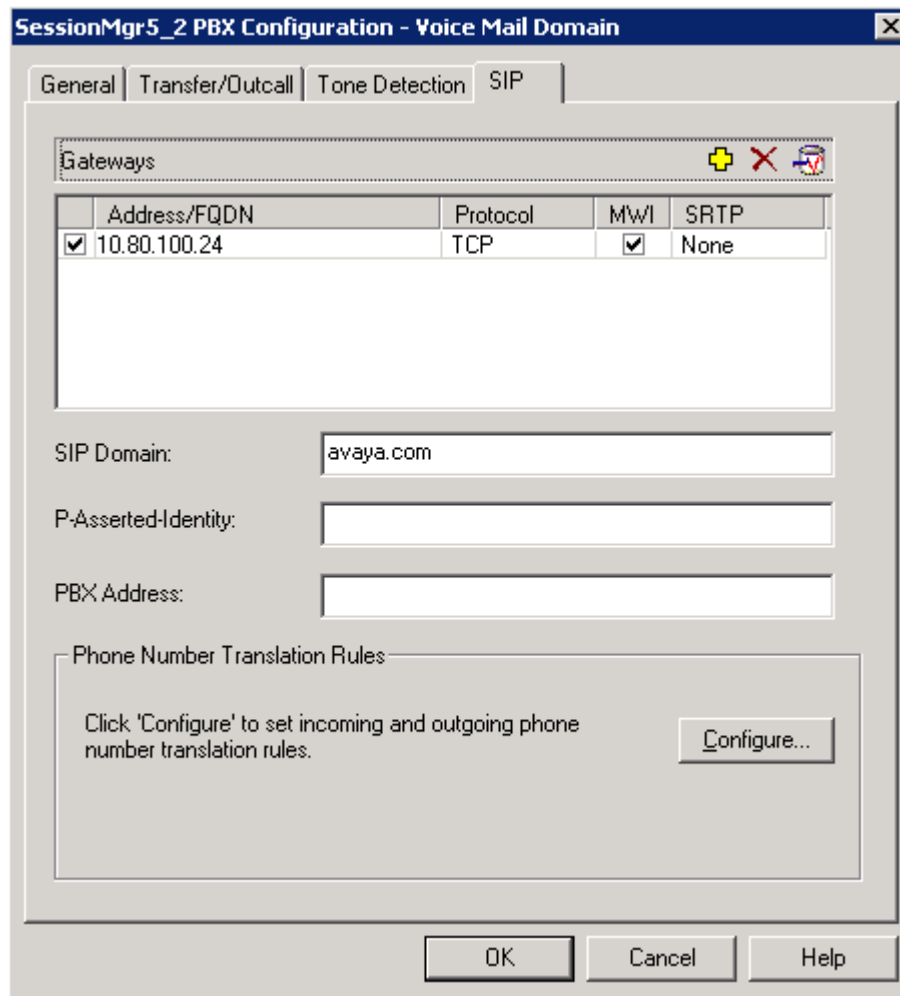 SessionMgr5_2 PBX Configuration - Voice Mail Domain
General Transfer/Outcall Tone Detection SIP
Gateways
Address/FQDN Protocol MWI SRTP
10.80.100.24 TCP None
SIP Domain: avaya.com
P-Asserted-Identity:
PBX Address:
Phone Number Translation Rules
Click 'Configure' to set incoming and outgoing phone
number translation rules.
Configure...
OK Cancel Help